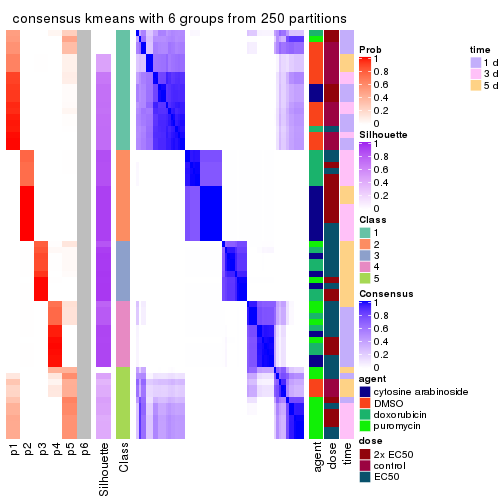 consensus kmeans with 6 groups from 250 partitions
Prob
1
0.8
0.6
0.4
0.2
0
time
1 d
3 d
5 d
Silhouette
1
0.8
0.6
0.4
0.2
0
Class
1
2
3
4
5
Consensus
1
0.8
0.6
0.4
0.2
0
agent
cytosine arabinoside
DMSO
doxorubicin
puromycin
dose
2x EC50
control
EC50
p1
p2
p3
p4
p5
p6
Silhouette
Class
agent
dose
time